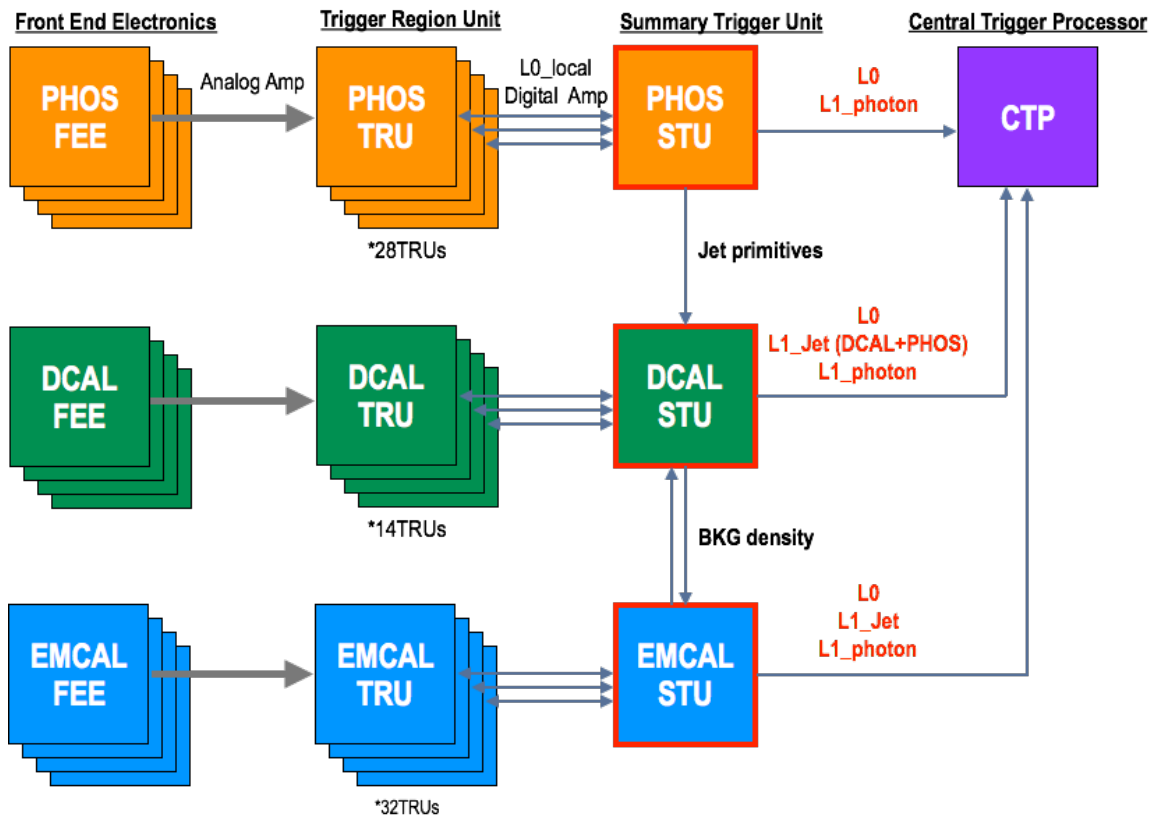 Front End Electronics
Trigger Region Unit
Summary Trigger Unit
Central Trigger Processor
PHOS
FEE
Analog Amp
PHOS
TRU
L0_local
Digital Amp
PHOS
STU
L0
L1_photon
CTP
*28TRUs
Jet primitives
DCAL
FEE
DCAL
TRU
DCAL
STU
L0
L1_Jet (DCAL+PHOS)
L1_photon
*14TRUs
BKG density
EMCAL
FEE
EMCAL
TRU
EMCAL
STU
L0
L1_Jet
L1_photon
*32TRUs